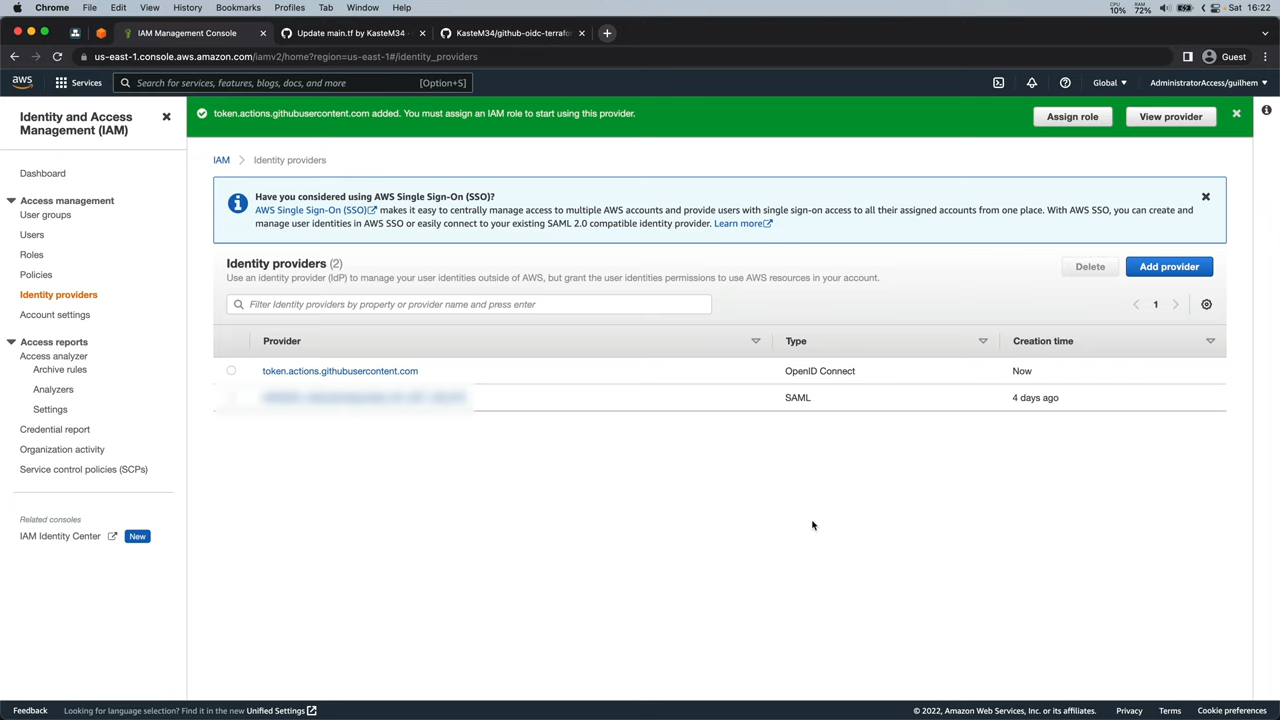 Chrome File Edit View History Bookmarks Profiles Tab Window Help CPU 10% RAM 72% Sat 16:22
IAM Management Console Update main.tf by KasteM34 · KasteM34/github-oidc-terrafo
us-east-1.console.aws.amazon.com/iamv2/home?region=us-east-1#/identity_providers Guest
aws Services Search for services, features, blogs, docs, and more [Option+S] Global AdministratorAccess/guilhem
Identity and Access Management (IAM)
Dashboard
Access management
User groups
Users
Roles
Policies
Identity providers
Account settings
Access reports
Access analyzer
Archive rules
Analyzers
Settings
Credential report
Organization activity
Service control policies (SCPs)
Related consoles
IAM Identity Center New
token.actions.githubusercontent.com added. You must assign an IAM role to start using this provider. Assign role View provider
IAM > Identity providers
Have you considered using AWS Single Sign-On (SSO)?
AWS Single Sign-On (SSO) makes it easy to centrally manage access to multiple AWS accounts and provide users with single sign-on access to all their assigned accounts from one place. With AWS SSO, you can create and
manage user identities in AWS SSO or easily connect to your existing SAML 2.0 compatible identity provider. Learn more
Identity providers (2)
Use an identity provider (IdP) to manage your user identities outside of AWS, but grant the user identities permissions to use AWS resources in your account.
Delete Add provider
Filter Identity providers by property or provider name and press enter
1
Provider Type Creation time
token.actions.githubusercontent.com OpenID Connect Now
SAML 4 days ago
Feedback Looking for language selection? Find it in the new Unified Settings © 2022, Amazon Web Services, Inc. or its affiliates. Privacy Terms Cookie preferences